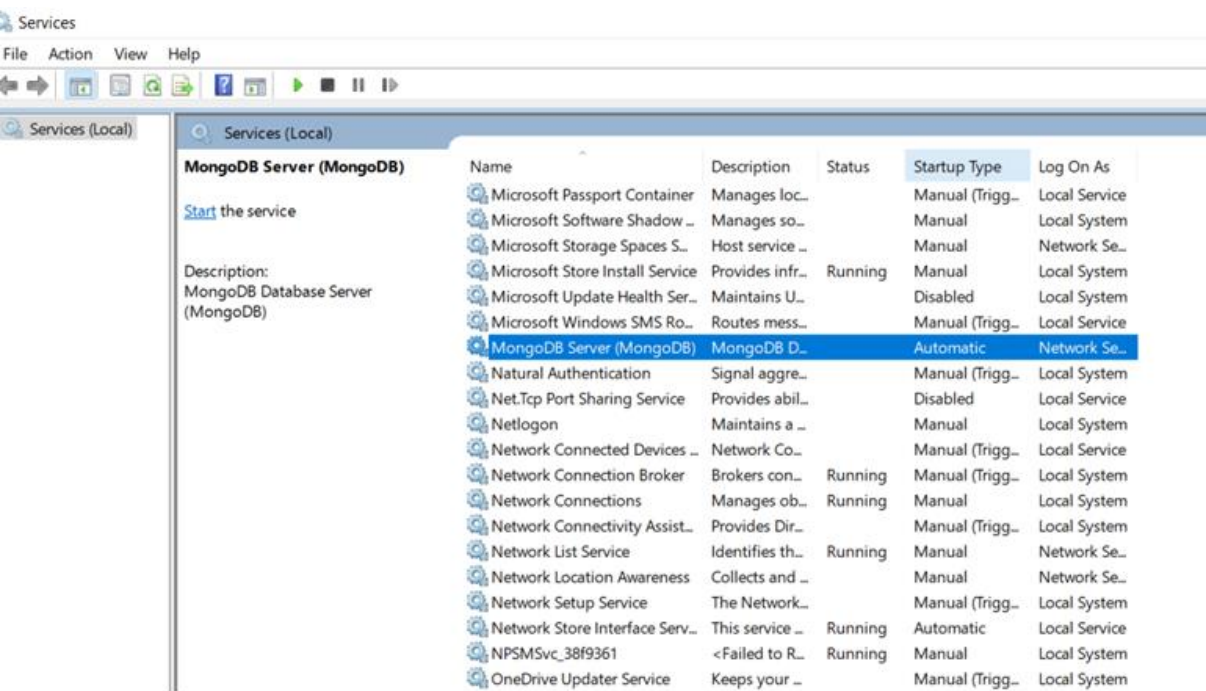 Services
File Action View Help
Services (Local)
Services (Local)
MongoDB Server (MongoDB)
Start the service
Description:
MongoDB Database Server
(MongoDB)
Name Description Status Startup Type Log On As
Microsoft Passport Container Manages loc... Manual (Trigg... Local Service
Microsoft Software Shadow ... Manages so... Manual Local System
Microsoft Storage Spaces S... Host service ... Manual Network Se...
Microsoft Store Install Service Provides infr... Running Manual Local System
Microsoft Update Health Ser... Maintains U... Disabled Local System
Microsoft Windows SMS Ro... Routes mess... Manual (Trigg... Local Service
MongoDB Server (MongoDB) MongoDB D... Automatic Network Se...
Natural Authentication Signal aggre... Manual (Trigg... Local System
Net.Tcp Port Sharing Service Provides abil... Disabled Local Service
Netlogon Maintains a ... Manual Local System
Network Connected Devices ... Network Co... Manual (Trigg... Local Service
Network Connection Broker Brokers con... Running Manual (Trigg... Local System
Network Connections Manages ob... Running Manual Local System
Network Connectivity Assist... Provides Dir... Manual (Trigg... Local System
Network List Service Identifies th... Running Manual Network Se...
Network Location Awareness Collects and ... Manual Network Se...
Network Setup Service The Network... Manual (Trigg... Local System
Network Store Interface Serv... This service ... Running Automatic Local Service
NPSMSvc_38f9361 <Failed to R... Running Manual Local System
OneDrive Updater Service Keeps your ... Manual (Trigg... Local System